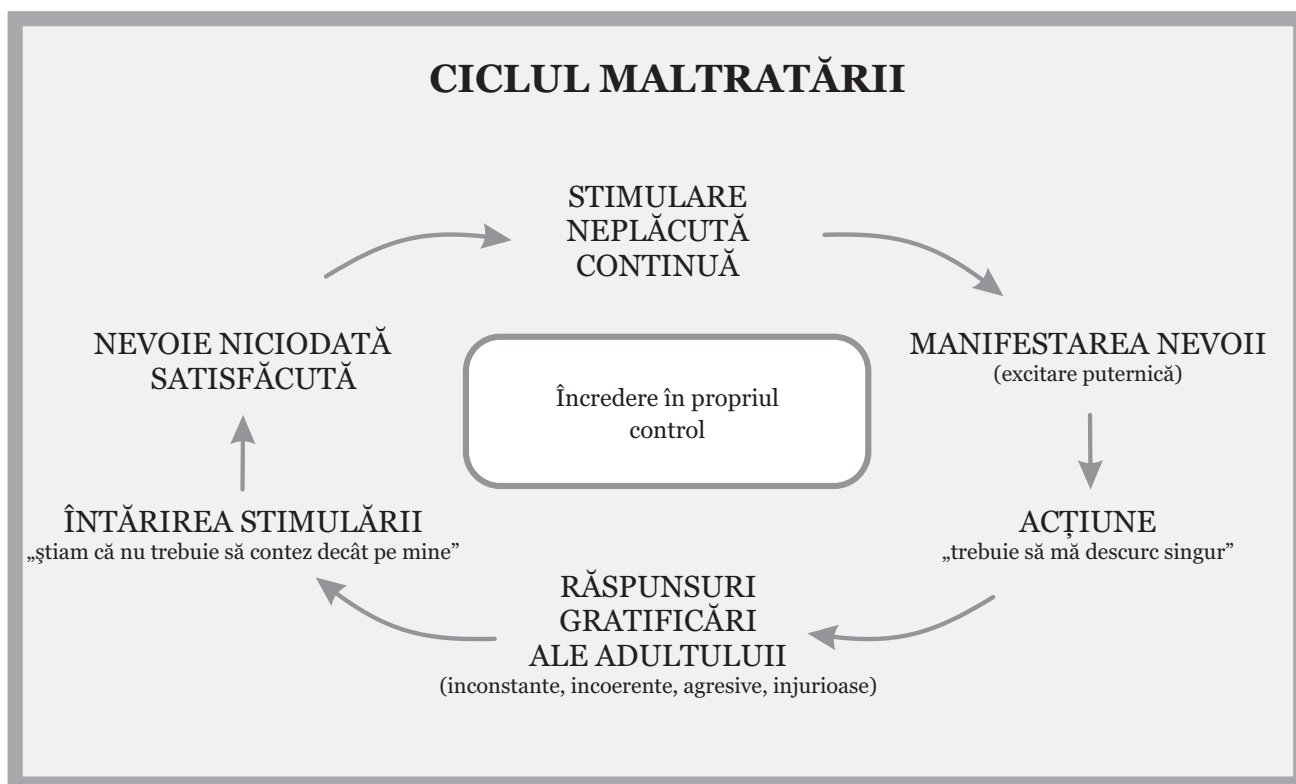 CICLUL MALTRATĂRII
STIMULARE
NEPLĂCUTĂ
CONTINUĂ
MANIFESTAREA NEVOII
(excitare puternică)
ACȚIUNE
„trebuie să mă descurc singur”
RĂSPUNSURI
GRATIFICĂRI
ALE ADULTULUII
(inconstante, incoerente, agresive, injurioase)
ÎNTĂRIREA STIMULĂRII
„ştiam că nu trebuie să contez decât pe mine”
NEVOIE NICIODATĂ
SATISFĂCUTĂ
Încredere în propriul
control